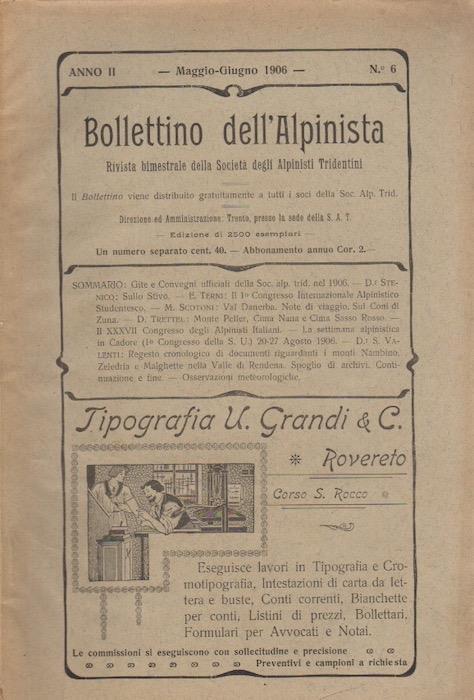 ANNO II — Maggio-Giugno 1906 — N.º 6
Bollettino dell'Alpinista
Rivista bimestrale della Società degli Alpinisti Tridentini
Il Bollettino viene distribuito gratuitamente a tutti i soci della Soc. Alp. Trid.
Direzione ed Amministrazione: Trento, presso la sede della S. A. T.
— Edizione di 2500 esemplari —
Un numero separato cent. 40. — Abbonamento annuo Cor. 2.—
SOMMARIO: Gite e Convegni ufficiali della Soc. alp. trid. nel 1906. — D.r STE-
NICO: Sullo Stivo. — E. TERNI: Il 1º Congresso Internazionale Alpinistico
Studentesco. — M. SCOTONI: Val Danerba. Note di viaggio. Sui Coni di
Zuna. — D. TRETTEL: Monte Peller, Cima Nana e Cima Sasso Rosso. —
Il XXXVII Congresso degli Alpinisti Italiani. — La settimana alpinistica
in Cadore (1º Congresso della S. U.) 20-27 Agosto 1906. — D.r S. VA-
LENTI: Regesto cronologico di documenti riguardanti i monti Nambino,
Zeledria e Malghette nella Valle di Rendena. Spoglio di archivi. Conti-
nuazione e fine. — Osservazioni meteorologiche.
Tipografia U. Grandi & C.
Rovereto
Corso S. Rocco
Eseguisce lavori in Tipografia e Cro-
motipografia, Intestazioni di carta da let-
tere e buste, Conti correnti, Bianchette
per conti, Listini di prezzi, Bollettari,
Formulari per Avvocati e Notai.
Le commissioni si eseguiscono con sollecitudine e precisione
Preventivi e campioni a richiesta